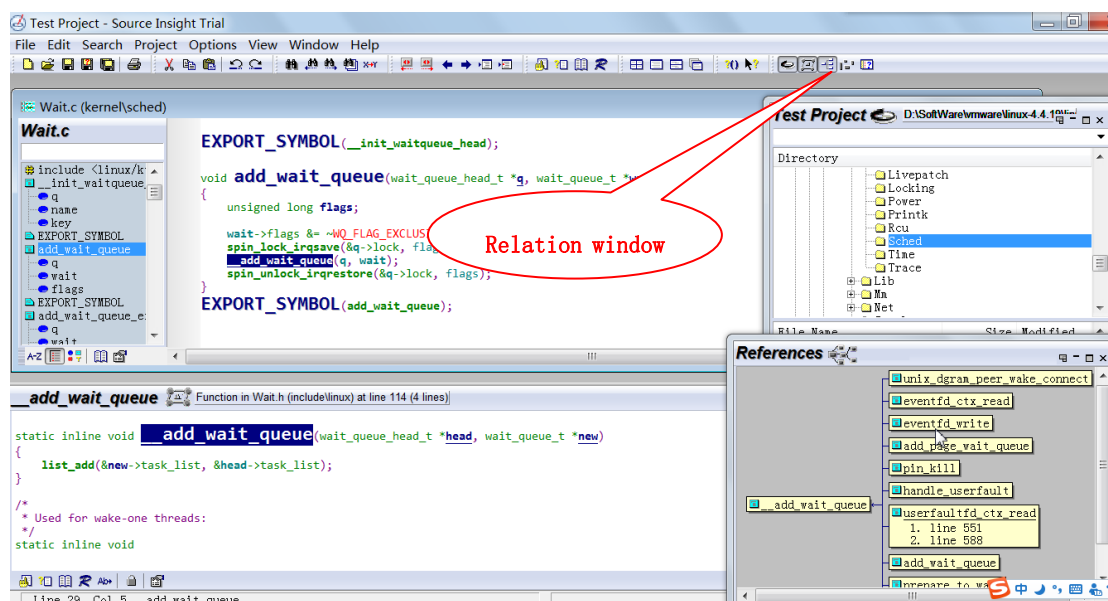 Test Project - Source Insight Trial
File Edit Search Project Options View Window Help
Wait.c (kernel\sched)
Wait.c
# include <linux/k
__init_waitqueue_
q
name
key
EXPORT_SYMBOL
add_wait_queue
q
wait
flags
EXPORT_SYMBOL
add_wait_queue_e
q
wait
A-Z
EXPORT_SYMBOL(__init_waitqueue_head);
void add_wait_queue(wait_queue_head_t *q, wait_queue_t *w
{
unsigned long flags;
wait->flags &= ~WQ_FLAG_EXCLUS
spin_lock_irqsave(&q->lock, flag
__add_wait_queue(q, wait);
spin_unlock_irqrestore(&q->lock, flags);
}
EXPORT_SYMBOL(add_wait_queue);
Relation window
Test Project D:\SoftWare\vmware\linux-4.4.19\lin
Directory
Livepatch
Locking
Power
Printk
Rcu
Sched
Time
Trace
Lib
Mm
Net
File Name Size Modified
__add_wait_queue Function in Wait.h (include\linux) at line 114 (4 lines)
static inline void __add_wait_queue(wait_queue_head_t *head, wait_queue_t *new)
{
list_add(&new->task_list, &head->task_list);
}
/*
* Used for wake-one threads:
*/
static inline void
Line 29 Col 5 add_wait_queue
References
unix_dgram_peer_wake_connect
eventfd_ctx_read
eventfd_write
add_page_wait_queue
pin_kill
handle_userfault
__add_wait_queue
userfaultfd_ctx_read
1. line 551
2. line 588
add_wait_queue
prepare_to_wa
中